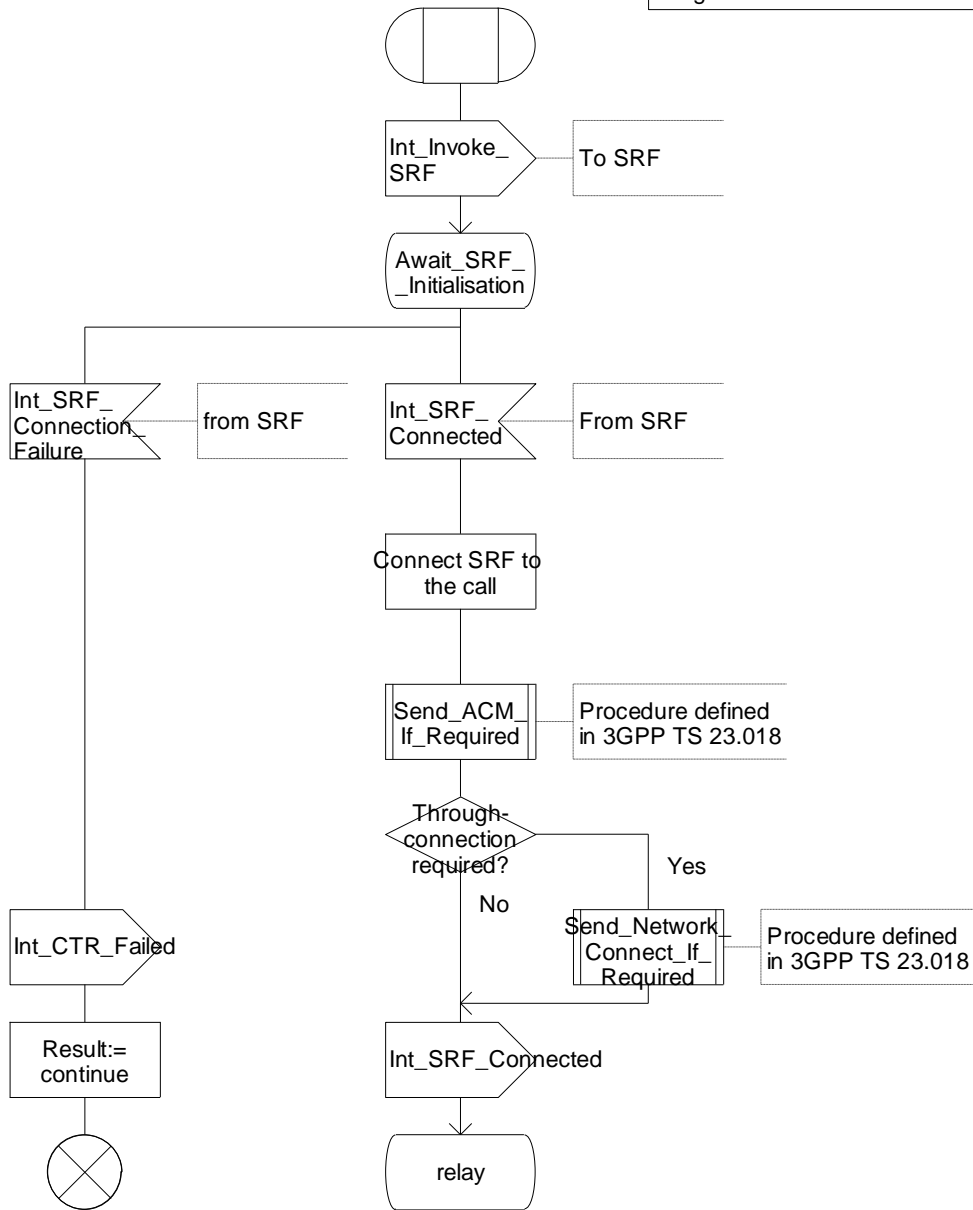 Int_Invoke_
SRF
To SRF
Await_SRF_
_Initialisation
Int_SRF_
Connection_
Failure
from SRF
Int_SRF_
Connected
From SRF
Connect SRF to
the call
Send_ACM_
If_Required
Procedure defined
in 3GPP TS 23.018
Through-
connection
required?
Yes
No
Send_Network_
Connect_If_
Required
Procedure defined
in 3GPP TS 23.018
Int_CTR_Failed
Result:=
continue
Int_SRF_Connected
relay